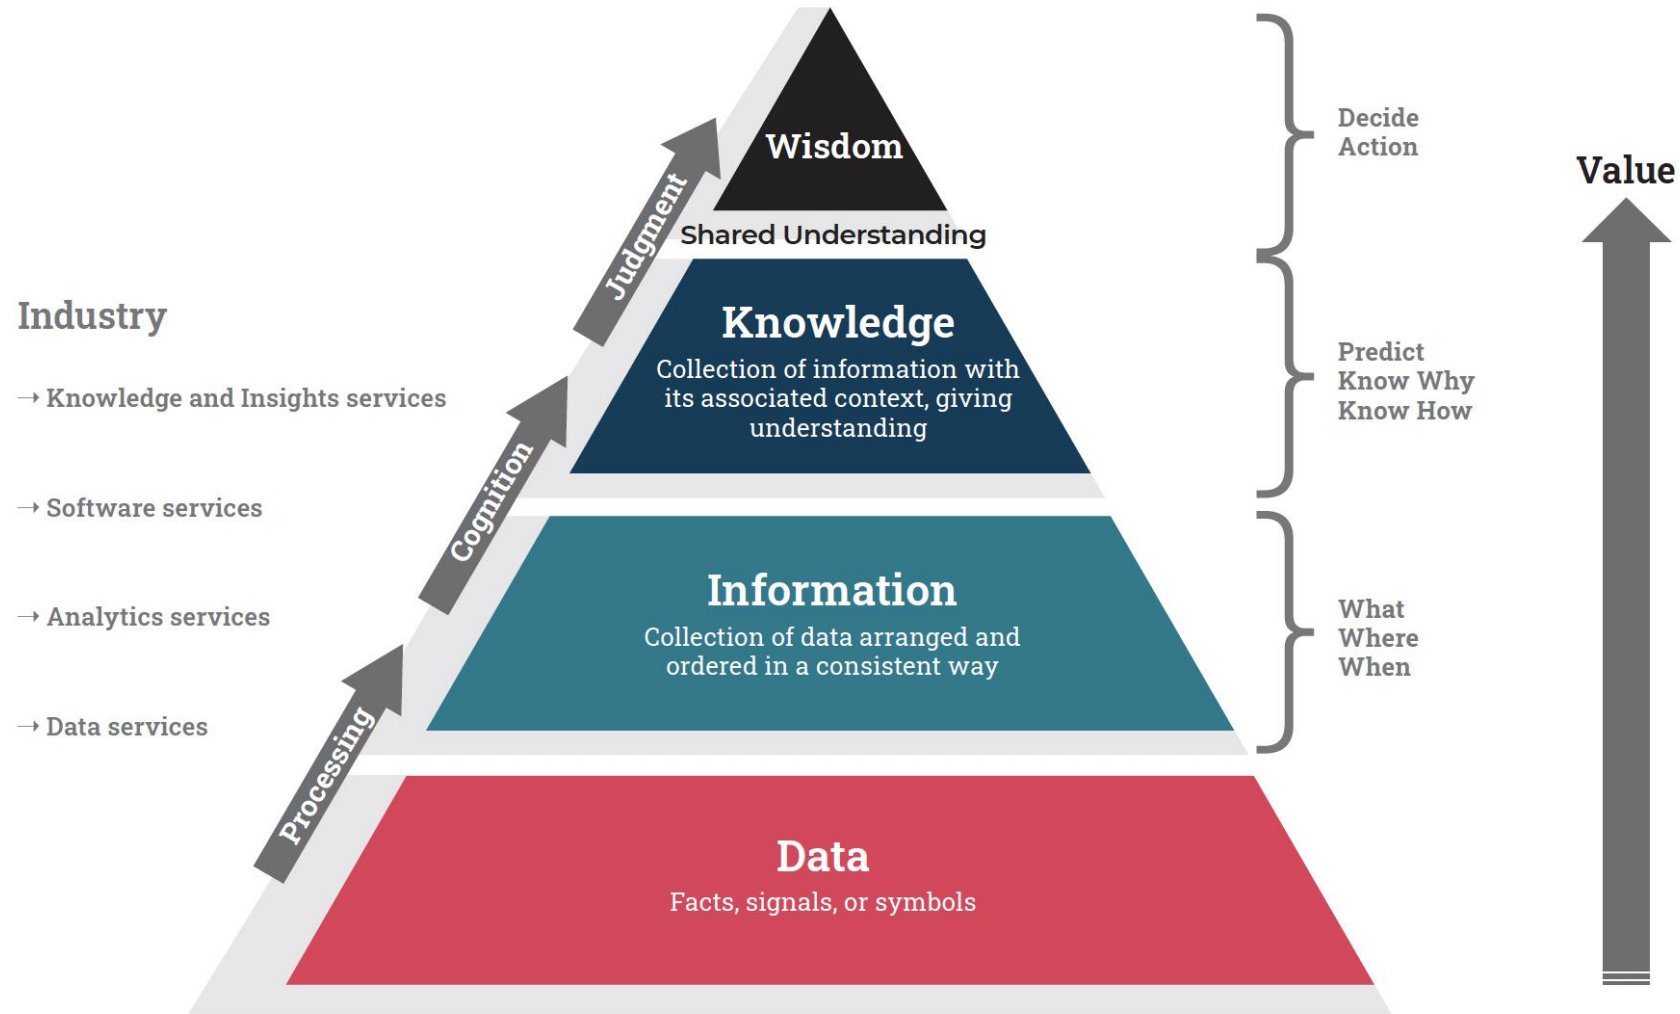 Wisdom
Shared Understanding
Knowledge
Collection of information with
its associated context, giving
understanding
Information
Collection of data arranged and
ordered in a consistent way
Data
Facts, signals, or symbols
Judgment
Cognition
Processing
Industry
→ Knowledge and Insights services
→ Software services
→ Analytics services
→ Data services
Decide
Action
Predict
Know Why
Know How
What
Where
When
Value